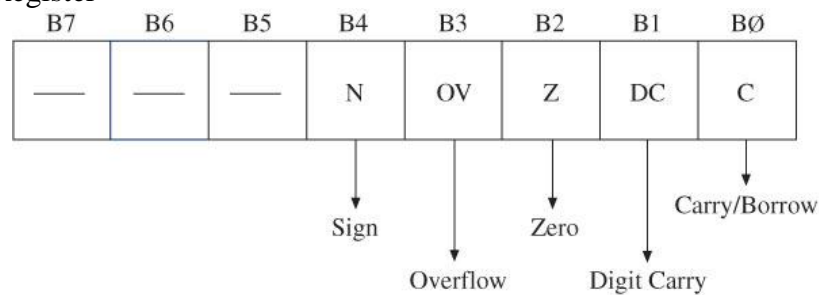 B7 B6 B5 B4 B3 B2 B1 BØ
— — — N OV Z DC C
Carry/Borrow
Sign Zero
Overflow Digit Carry